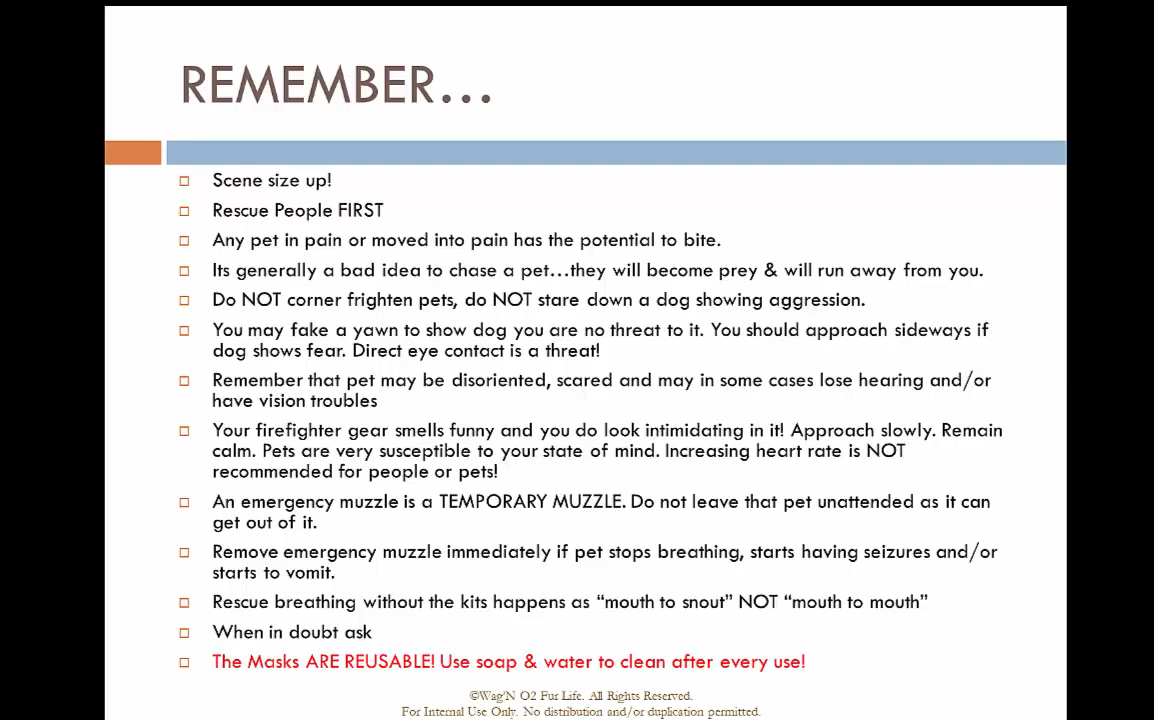 REMEMBER...
Scene size up!
Rescue People FIRST
Any pet in pain or moved into pain has the potential to bite.
Its generally a bad idea to chase a pet...they will become prey & will run away from you.
Do NOT corner frighten pets, do NOT stare down a dog showing aggression.
You may fake a yawn to show dog you are no threat to it. You should approach sideways if
dog shows fear. Direct eye contact is a threat!
Remember that pet may be disoriented, scared and may in some cases lose hearing and/or
have vision troubles
Your firefighter gear smells funny and you do look intimidating in it! Approach slowly. Remain
calm. Pets are very susceptible to your state of mind. Increasing heart rate is NOT
recommended for people or pets!
An emergency muzzle is a TEMPORARY MUZZLE. Do not leave that pet unattended as it can
get out of it.
Remove emergency muzzle immediately if pet stops breathing, starts having seizures and/or
starts to vomit.
Rescue breathing without the kits happens as “mouth to snout” NOT “mouth to mouth”
When in doubt ask
The Masks ARE REUSABLE! Use soap & water to clean after every use!
©Wag'N O2 Fur Life. All Rights Reserved.
For Internal Use Only. No distribution and/or duplication permitted.